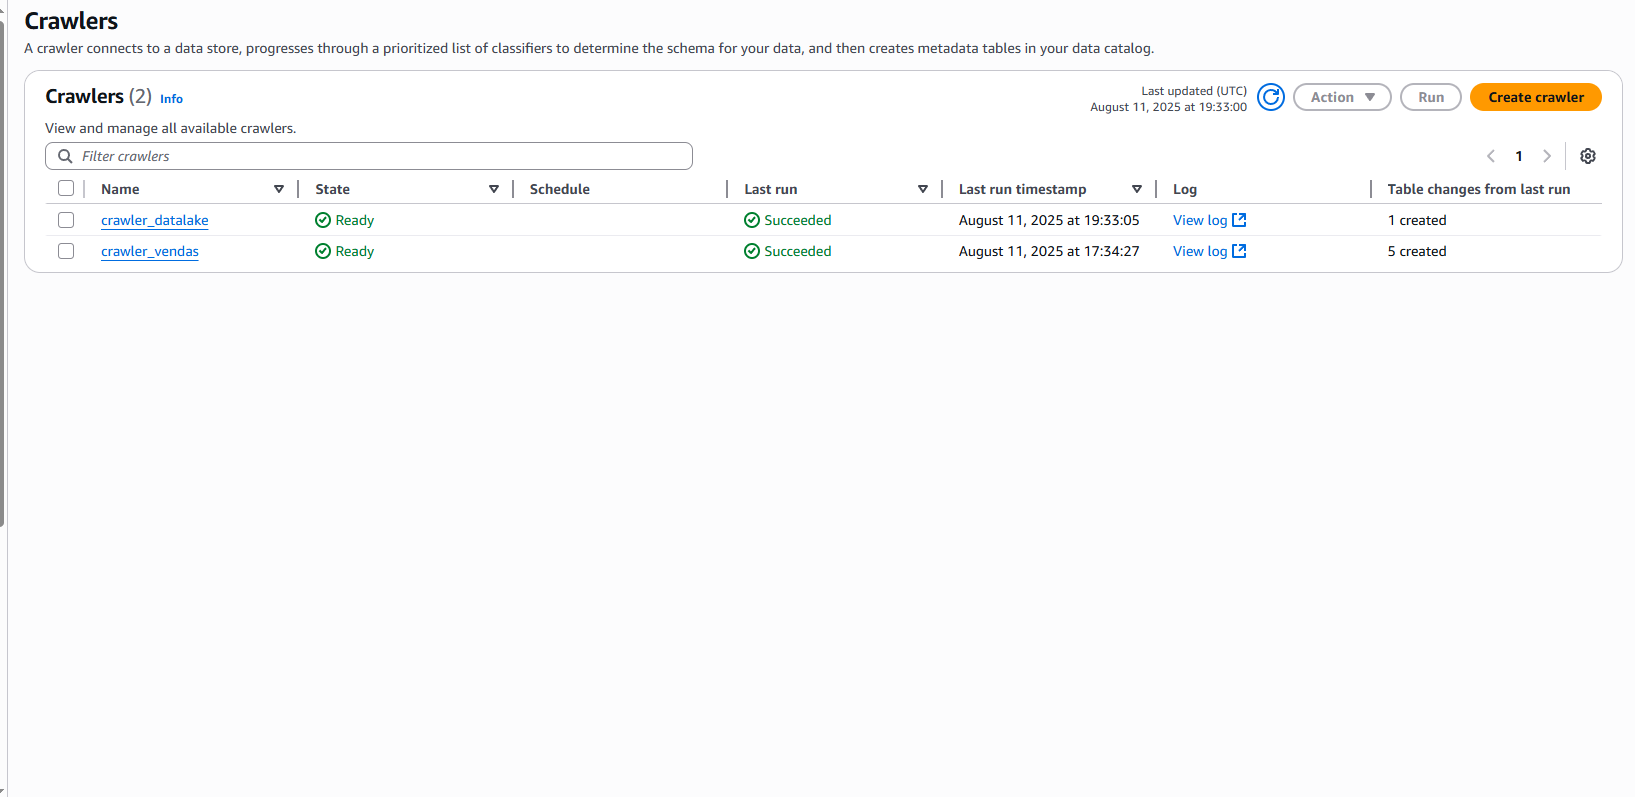 Crawlers
A crawler connects to a data store, progresses through a prioritized list of classifiers to determine the schema for your data, and then creates metadata tables in your data catalog.
Crawlers (2) Info
Last updated (UTC)
August 11, 2025 at 19:33:00
Action
Run
Create crawler
View and manage all available crawlers.
Filter crawlers
1
Name State Schedule Last run Last run timestamp Log Table changes from last run
crawler_datalake Ready Succeeded August 11, 2025 at 19:33:05 View log 1 created
crawler_vendas Ready Succeeded August 11, 2025 at 17:34:27 View log 5 created